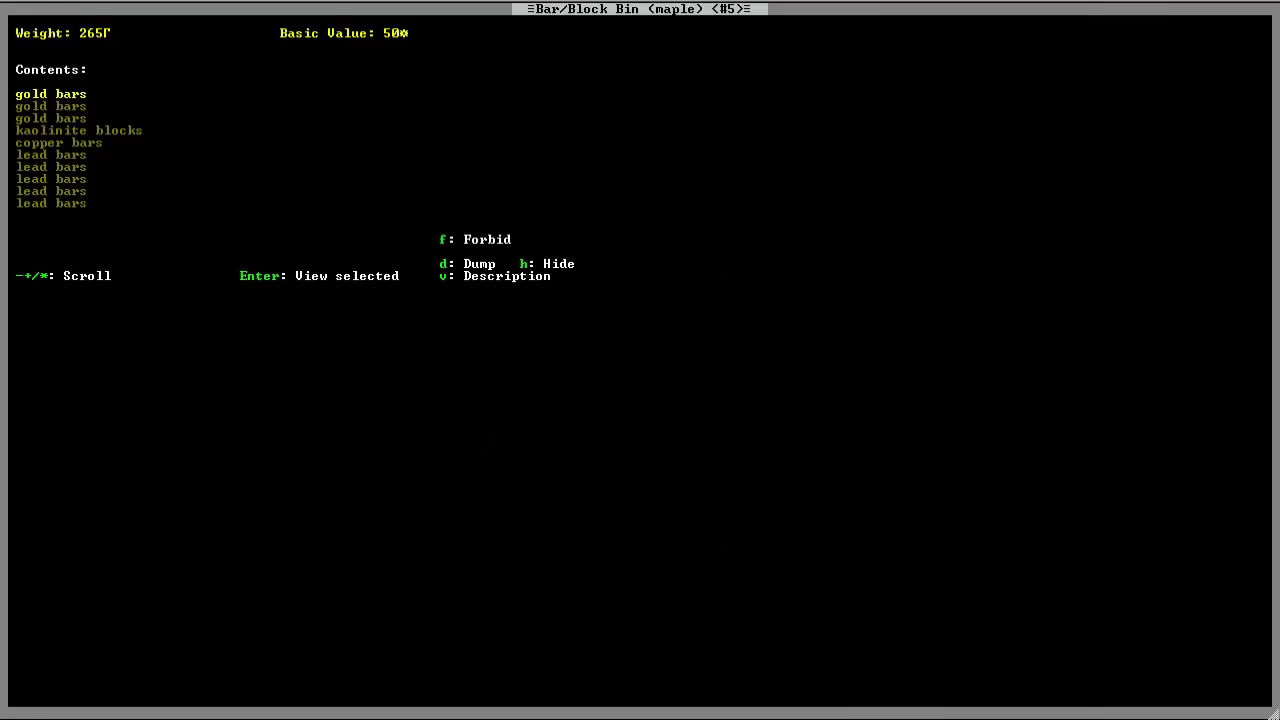 ≡Bar/Block Bin (maple) (#5)≡
Weight: 265Γ Basic Value: 50☼
Contents:
gold bars
gold bars
gold bars
kaolinite blocks
copper bars
lead bars
lead bars
lead bars
lead bars
lead bars
f: Forbid
d: Dump h: Hide
-+/*: Scroll Enter: View selected v: Description